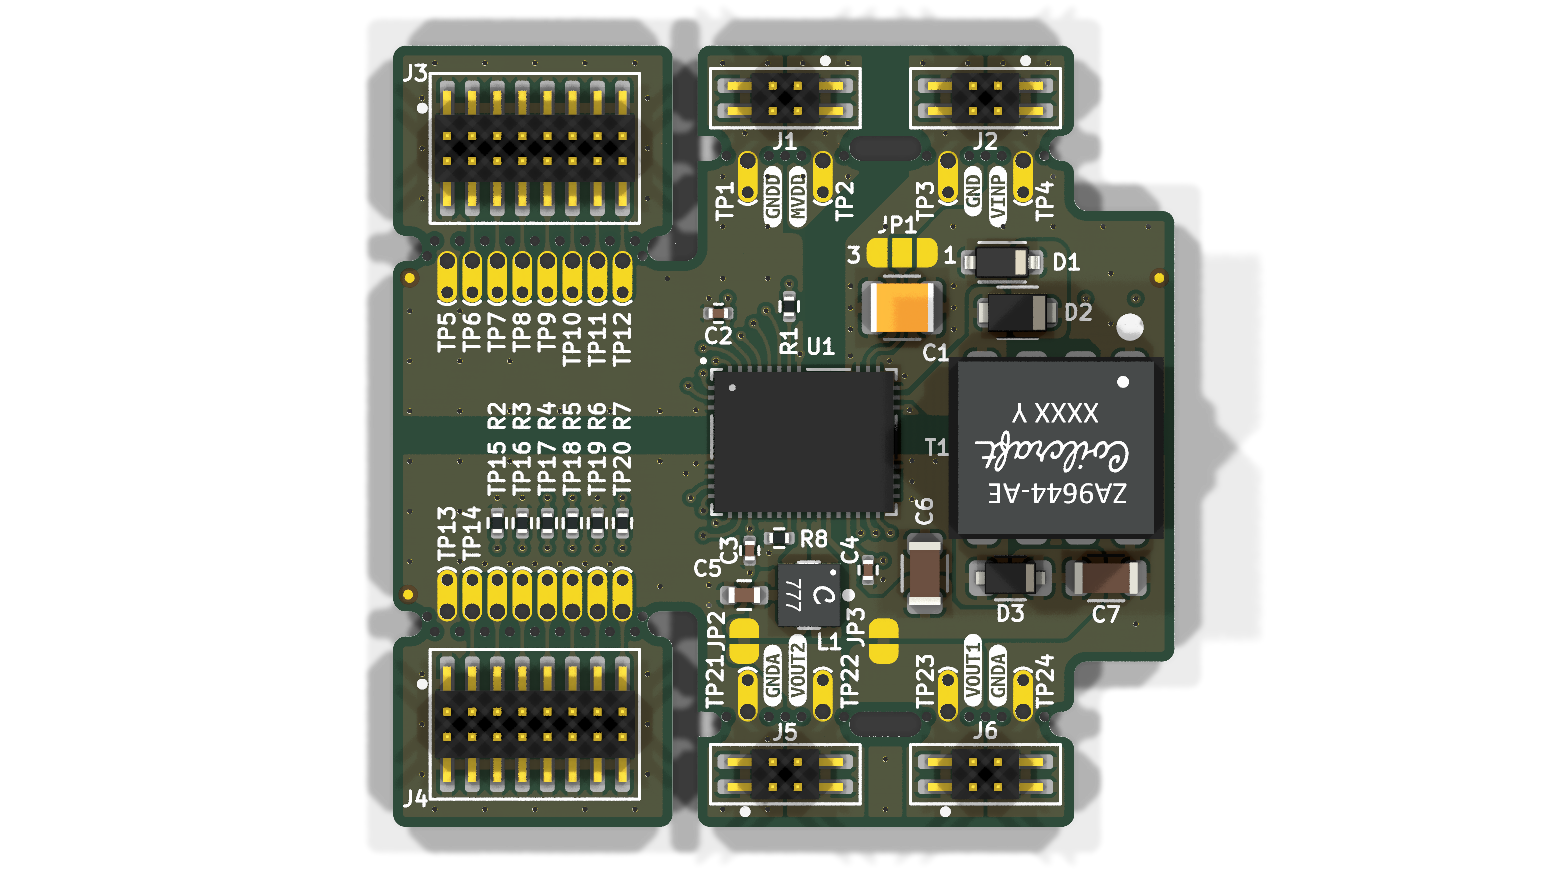 J3
J1
J2
TP1
GNDD
MVDD
TP2
TP3
GND
VINP
TP4
JP1
3
1
D1
D2
TP5
TP6
TP7
TP8
TP9
TP10
TP11
TP12
C2
R1
U1
C1
R2
R3
R4
R5
R6
R7
TP15
TP16
TP17
TP18
TP19
TP20
T1
XXXX Y
Coilcraft
ZA9644-AE
TP13
TP14
C6
C3
R8
C4
C5
C
777
D3
C7
JP2
L1
JP3
TP21
GNDA
VOUT2
TP22
TP23
VOUT1
GNDA
TP24
J5
J6
J4